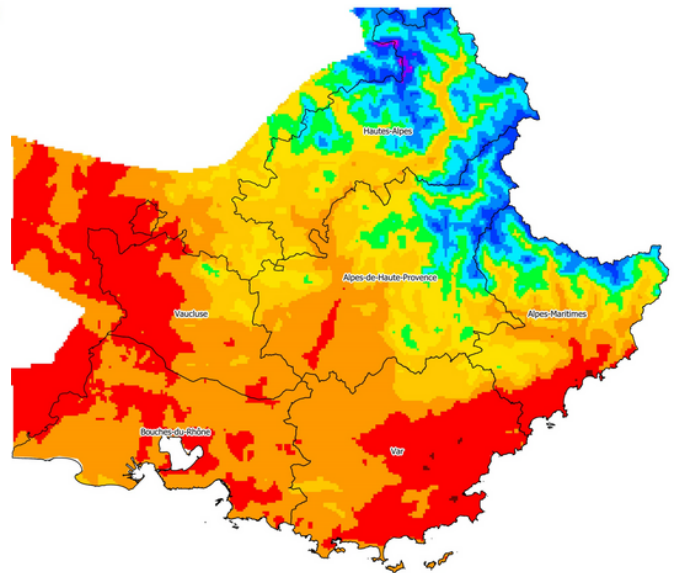 Hautes-Alpes
Alpes-de-Haute-Provence
Vaucluse
Alpes-Maritimes
Bouches-du-Rhône
Var